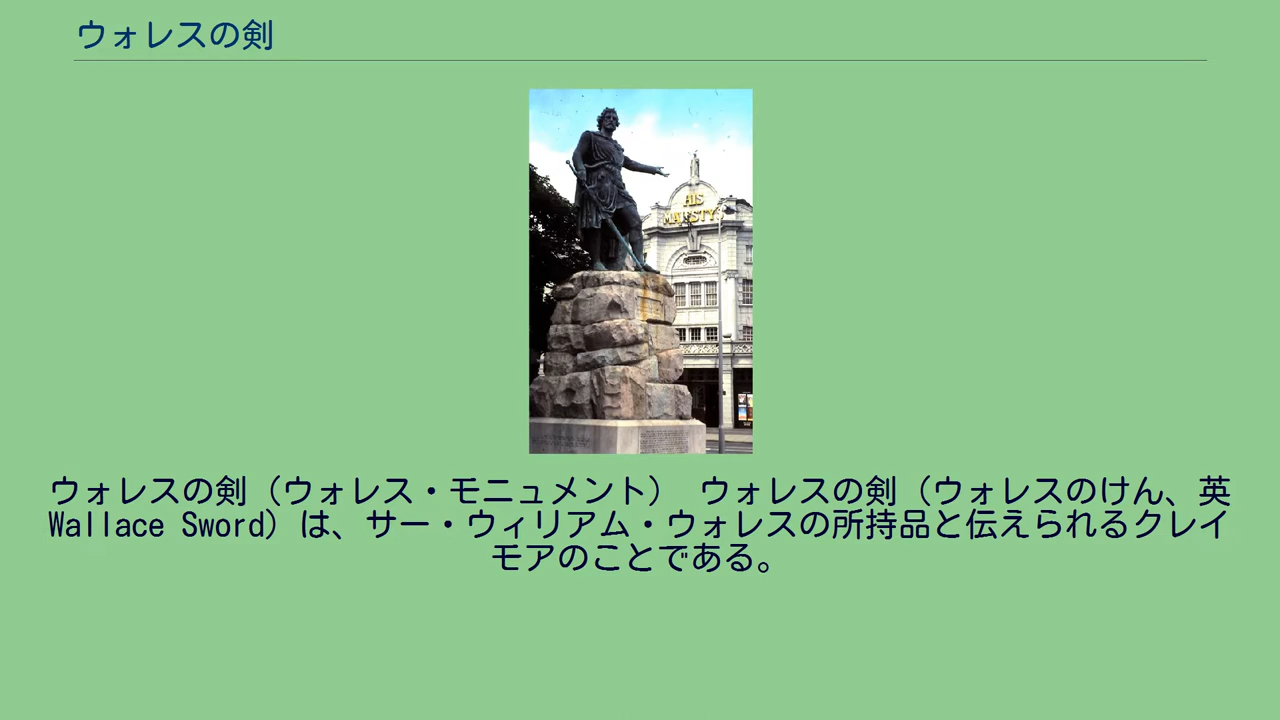 ウォレスの剣
HIS
MAJESTY'S
ウォレスの剣（ウォレス・モニュメント） ウォレスの剣（ウォレスのけん、英
Wallace Sword）は、サー・ウィリアム・ウォレスの所持品と伝えられるクレイ
モアのことである。